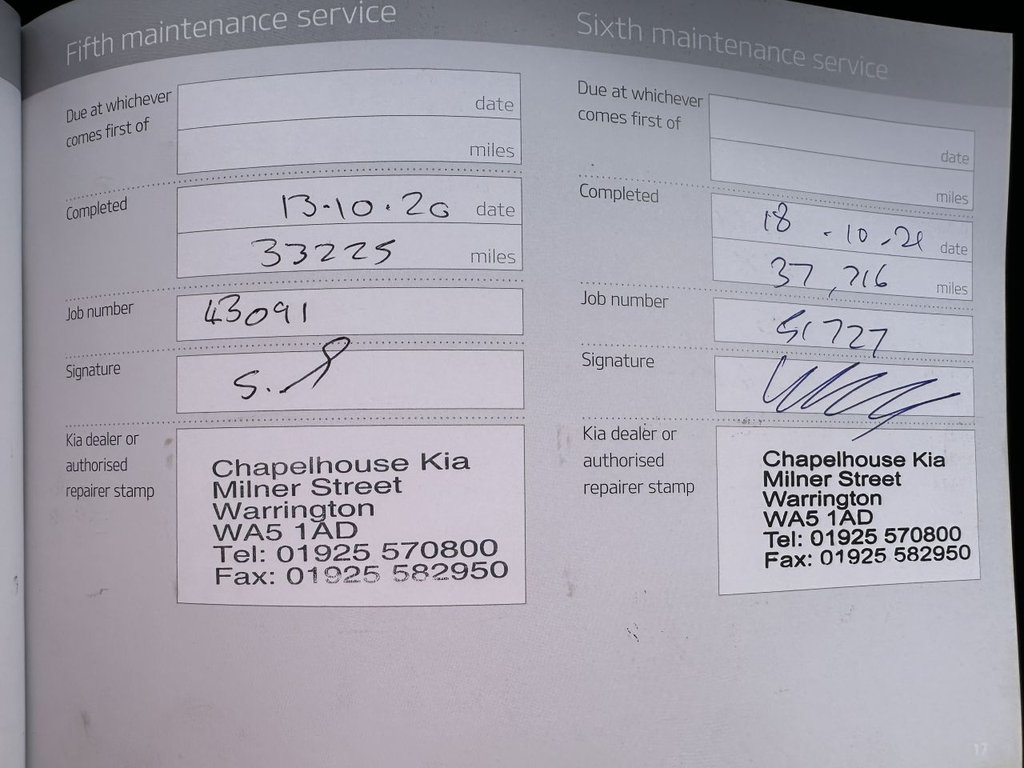 Fifth maintenance service
Due at whichever
comes first of
date
miles
Completed
13.10.20 date
33225 miles
Job number
43091
Signature
Kia dealer or
authorised
repairer stamp
Chapelhouse Kia
Milner Street
Warrington
WA5 1AD
Tel: 01925 570800
Fax: 01925 582950
Sixth maintenance service
Due at whichever
comes first of
date
miles
Completed
18.10.21 date
37,716 miles
Job number
51727
Signature
Kia dealer or
authorised
repairer stamp
Chapelhouse Kia
Milner Street
Warrington
WA5 1AD
Tel: 01925 570800
Fax: 01925 582950
17